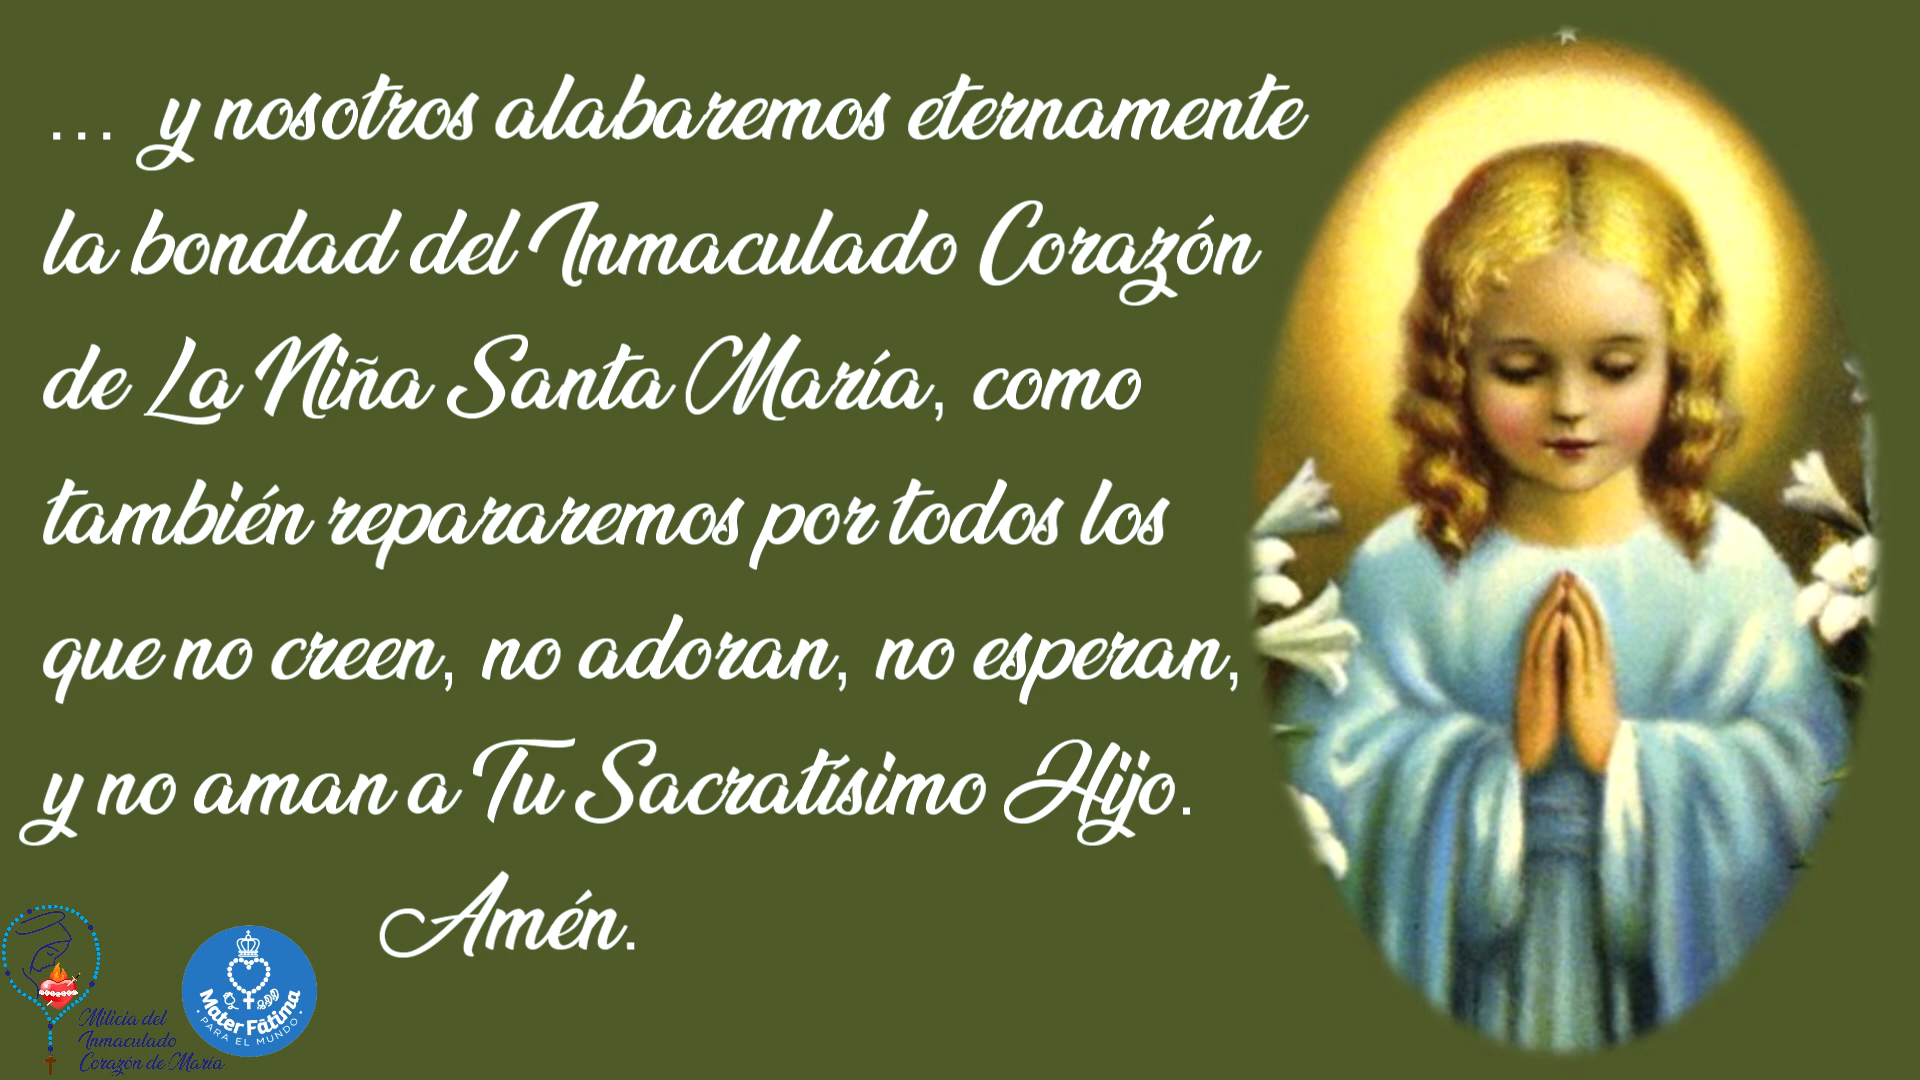 ... y nosotros alabaremos eternamente
la bondad del Inmaculado Corazón
de La Niña Santa María, como
también repararemos por todos los
que no creen, no adoran, no esperan,
y no aman a Tu Sacratísimo Hijo.
Amén.
Milicia del
Inmaculado
Corazón de María
Mater Fátima
• PARA EL MUNDO •